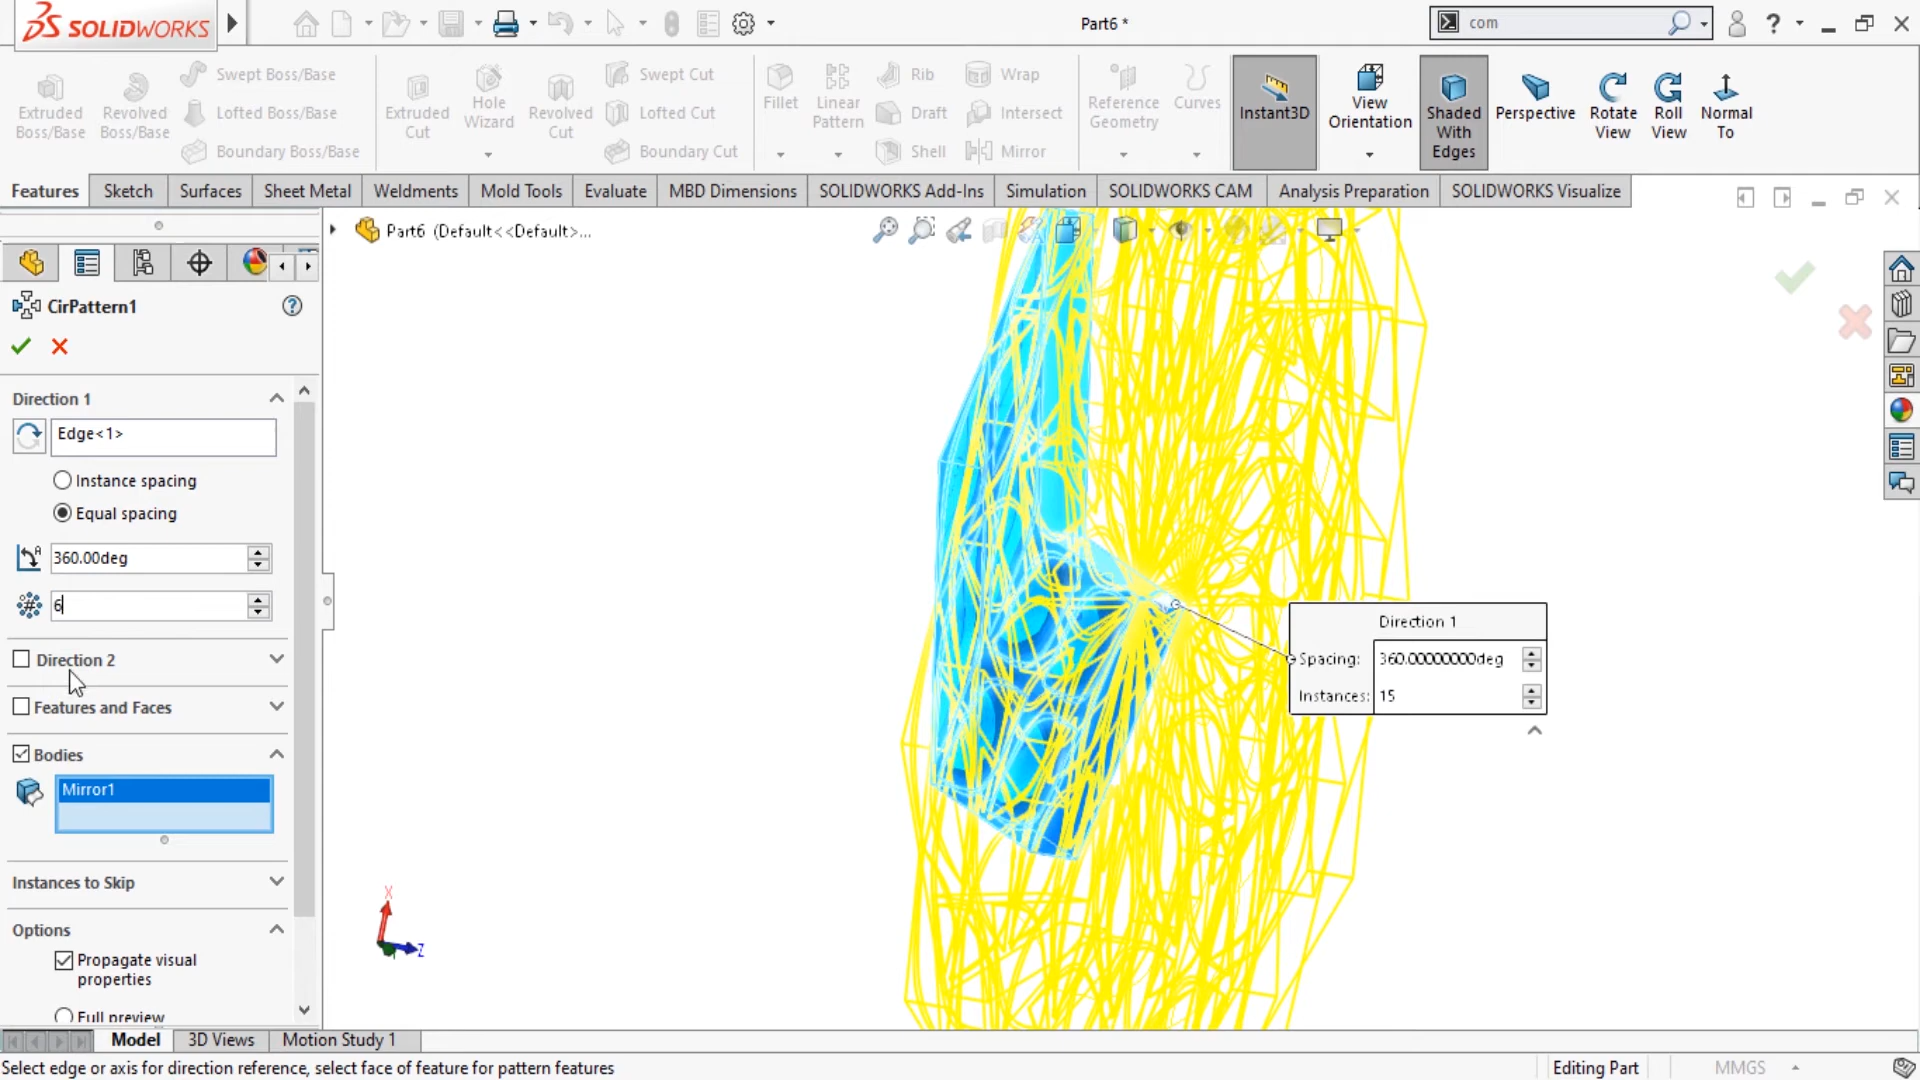 SOLIDWORKS
Part6 *
com
Extruded Boss/Base
Revolved Boss/Base
Swept Boss/Base
Lofted Boss/Base
Boundary Boss/Base
Extruded Cut
Hole Wizard
Revolved Cut
Swept Cut
Lofted Cut
Boundary Cut
Fillet
Linear Pattern
Rib
Draft
Shell
Wrap
Intersect
Mirror
Reference Geometry
Curves
Instant3D
View Orientation
Shaded With Edges
Perspective
Rotate View
Roll View
Normal To
Features
Sketch
Surfaces
Sheet Metal
Weldments
Mold Tools
Evaluate
MBD Dimensions
SOLIDWORKS Add-Ins
Simulation
SOLIDWORKS CAM
Analysis Preparation
SOLIDWORKS Visualize
Part6 (Default<<Default>...
CirPattern1
Direction 1
Edge<1>
Instance spacing
Equal spacing
360.00deg
6
Direction 2
Features and Faces
Bodies
Mirror1
Instances to Skip
Options
Propagate visual
properties
Full preview
Direction 1
Spacing: 360.00000000deg
Instances: 15
X
Z
Model
3D Views
Motion Study 1
Select edge or axis for direction reference, select face of feature for pattern features
Editing Part
MMGS